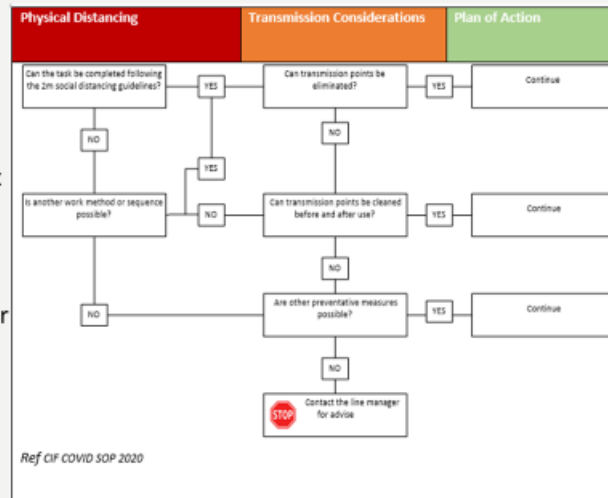 Physical Distancing
Transmission Considerations
Plan of Action
Can the task be completed following
the 2m social distancing guidelines?
YES
Can transmission points be
eliminated?
YES
Continue
NO
NO
YES
Is another work method or sequence
possible?
NO
Can transmission points be cleaned
before and after use?
YES
Continue
NO
NO
Are other preventative measures
possible?
YES
Continue
NO
STOP
Contact the line manager
for advise
Ref CIF COVID SOP 2020